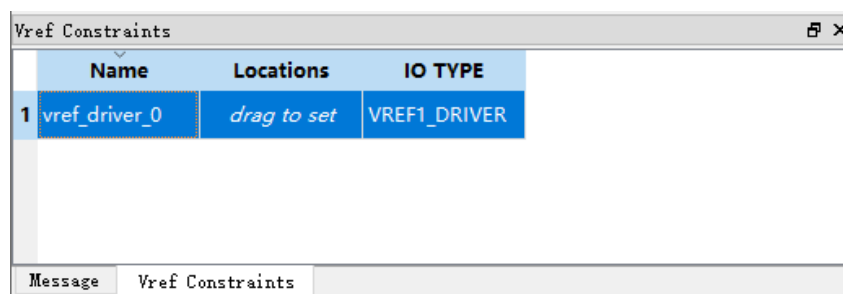 Vref Constraints
Name Locations IO TYPE
1 vref_driver_0 drag to set VREF1_DRIVER
Message Vref Constraints